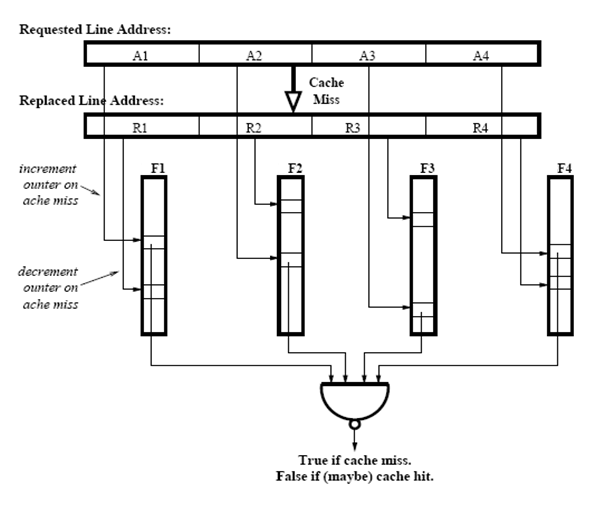 Requested Line Address:
A1 A2 A3 A4
Cache
Miss
Replaced Line Address:
R1 R2 R3 R4
F1 F2 F3 F4
increment
ounter on
ache miss
decrement
ounter on
ache miss
True if cache miss.
False if (maybe) cache hit.